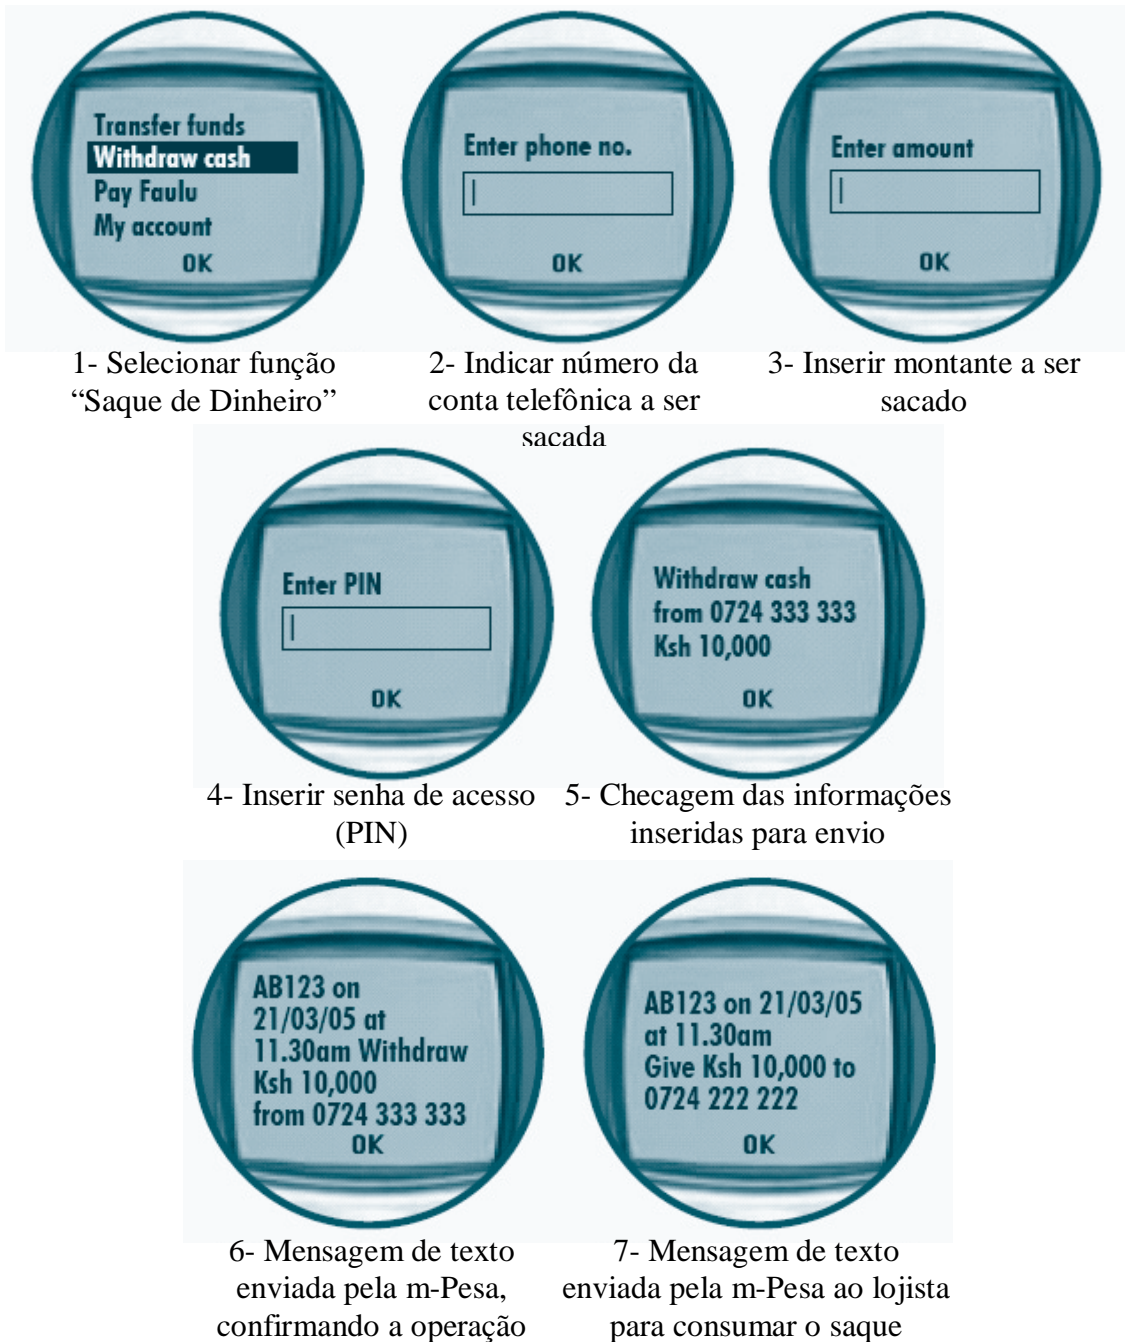 Transfer funds
Withdraw cash
Pay Faulu
My account
OK
1- Selecionar função
“Saque de Dinheiro”
Enter phone no.
OK
2- Indicar número da
conta telefônica a ser
sacada
Enter amount
OK
3- Inserir montante a ser
sacado
Enter PIN
OK
4- Inserir senha de acesso
(PIN)
Withdraw cash
from 0724 333 333
Ksh 10,000
OK
5- Checagem das informações
inseridas para envio
AB123 on
21/03/05 at
11.30am Withdraw
Ksh 10,000
from 0724 333 333
OK
6- Mensagem de texto
enviada pela m-Pesa,
confirmando a operação
AB123 on 21/03/05
at 11.30am
Give Ksh 10,000 to
0724 222 222
OK
7- Mensagem de texto
enviada pela m-Pesa ao lojista
para consumar o saque